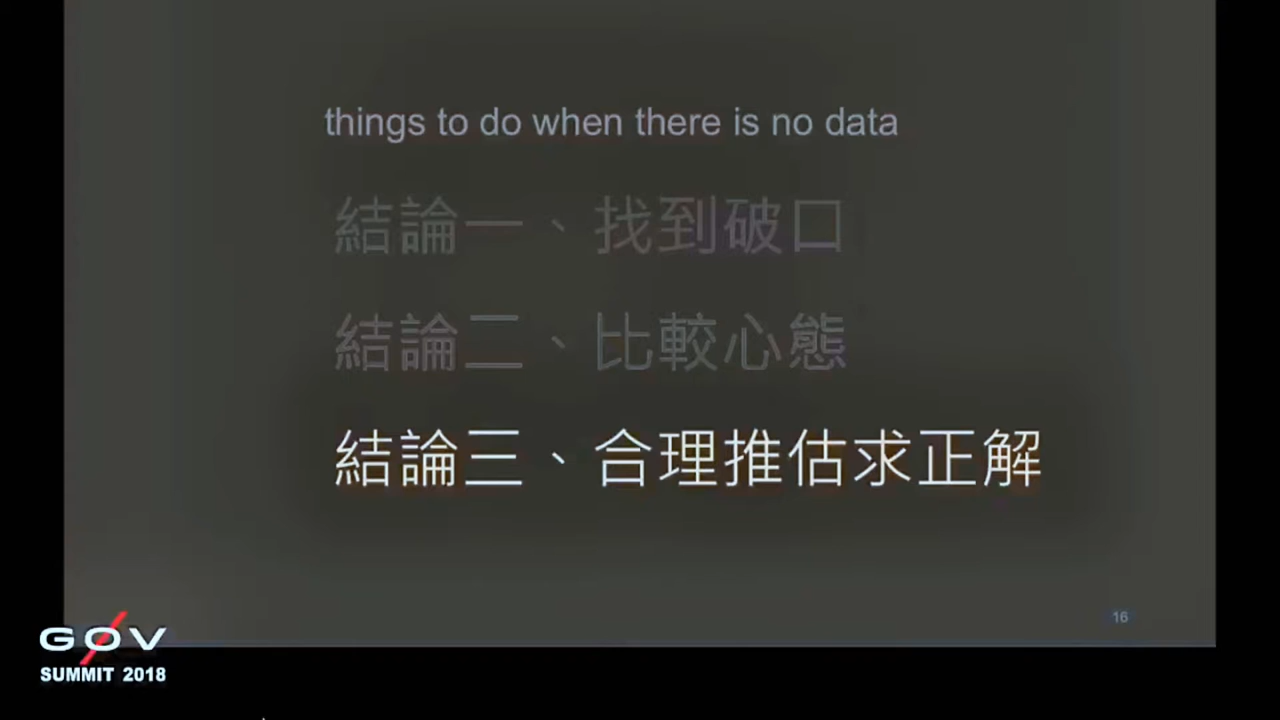 things to do when there is no data
結論一、找到破口
結論二、比較心態
結論三、合理推估求正解
16
G0V
SUMMIT 2018